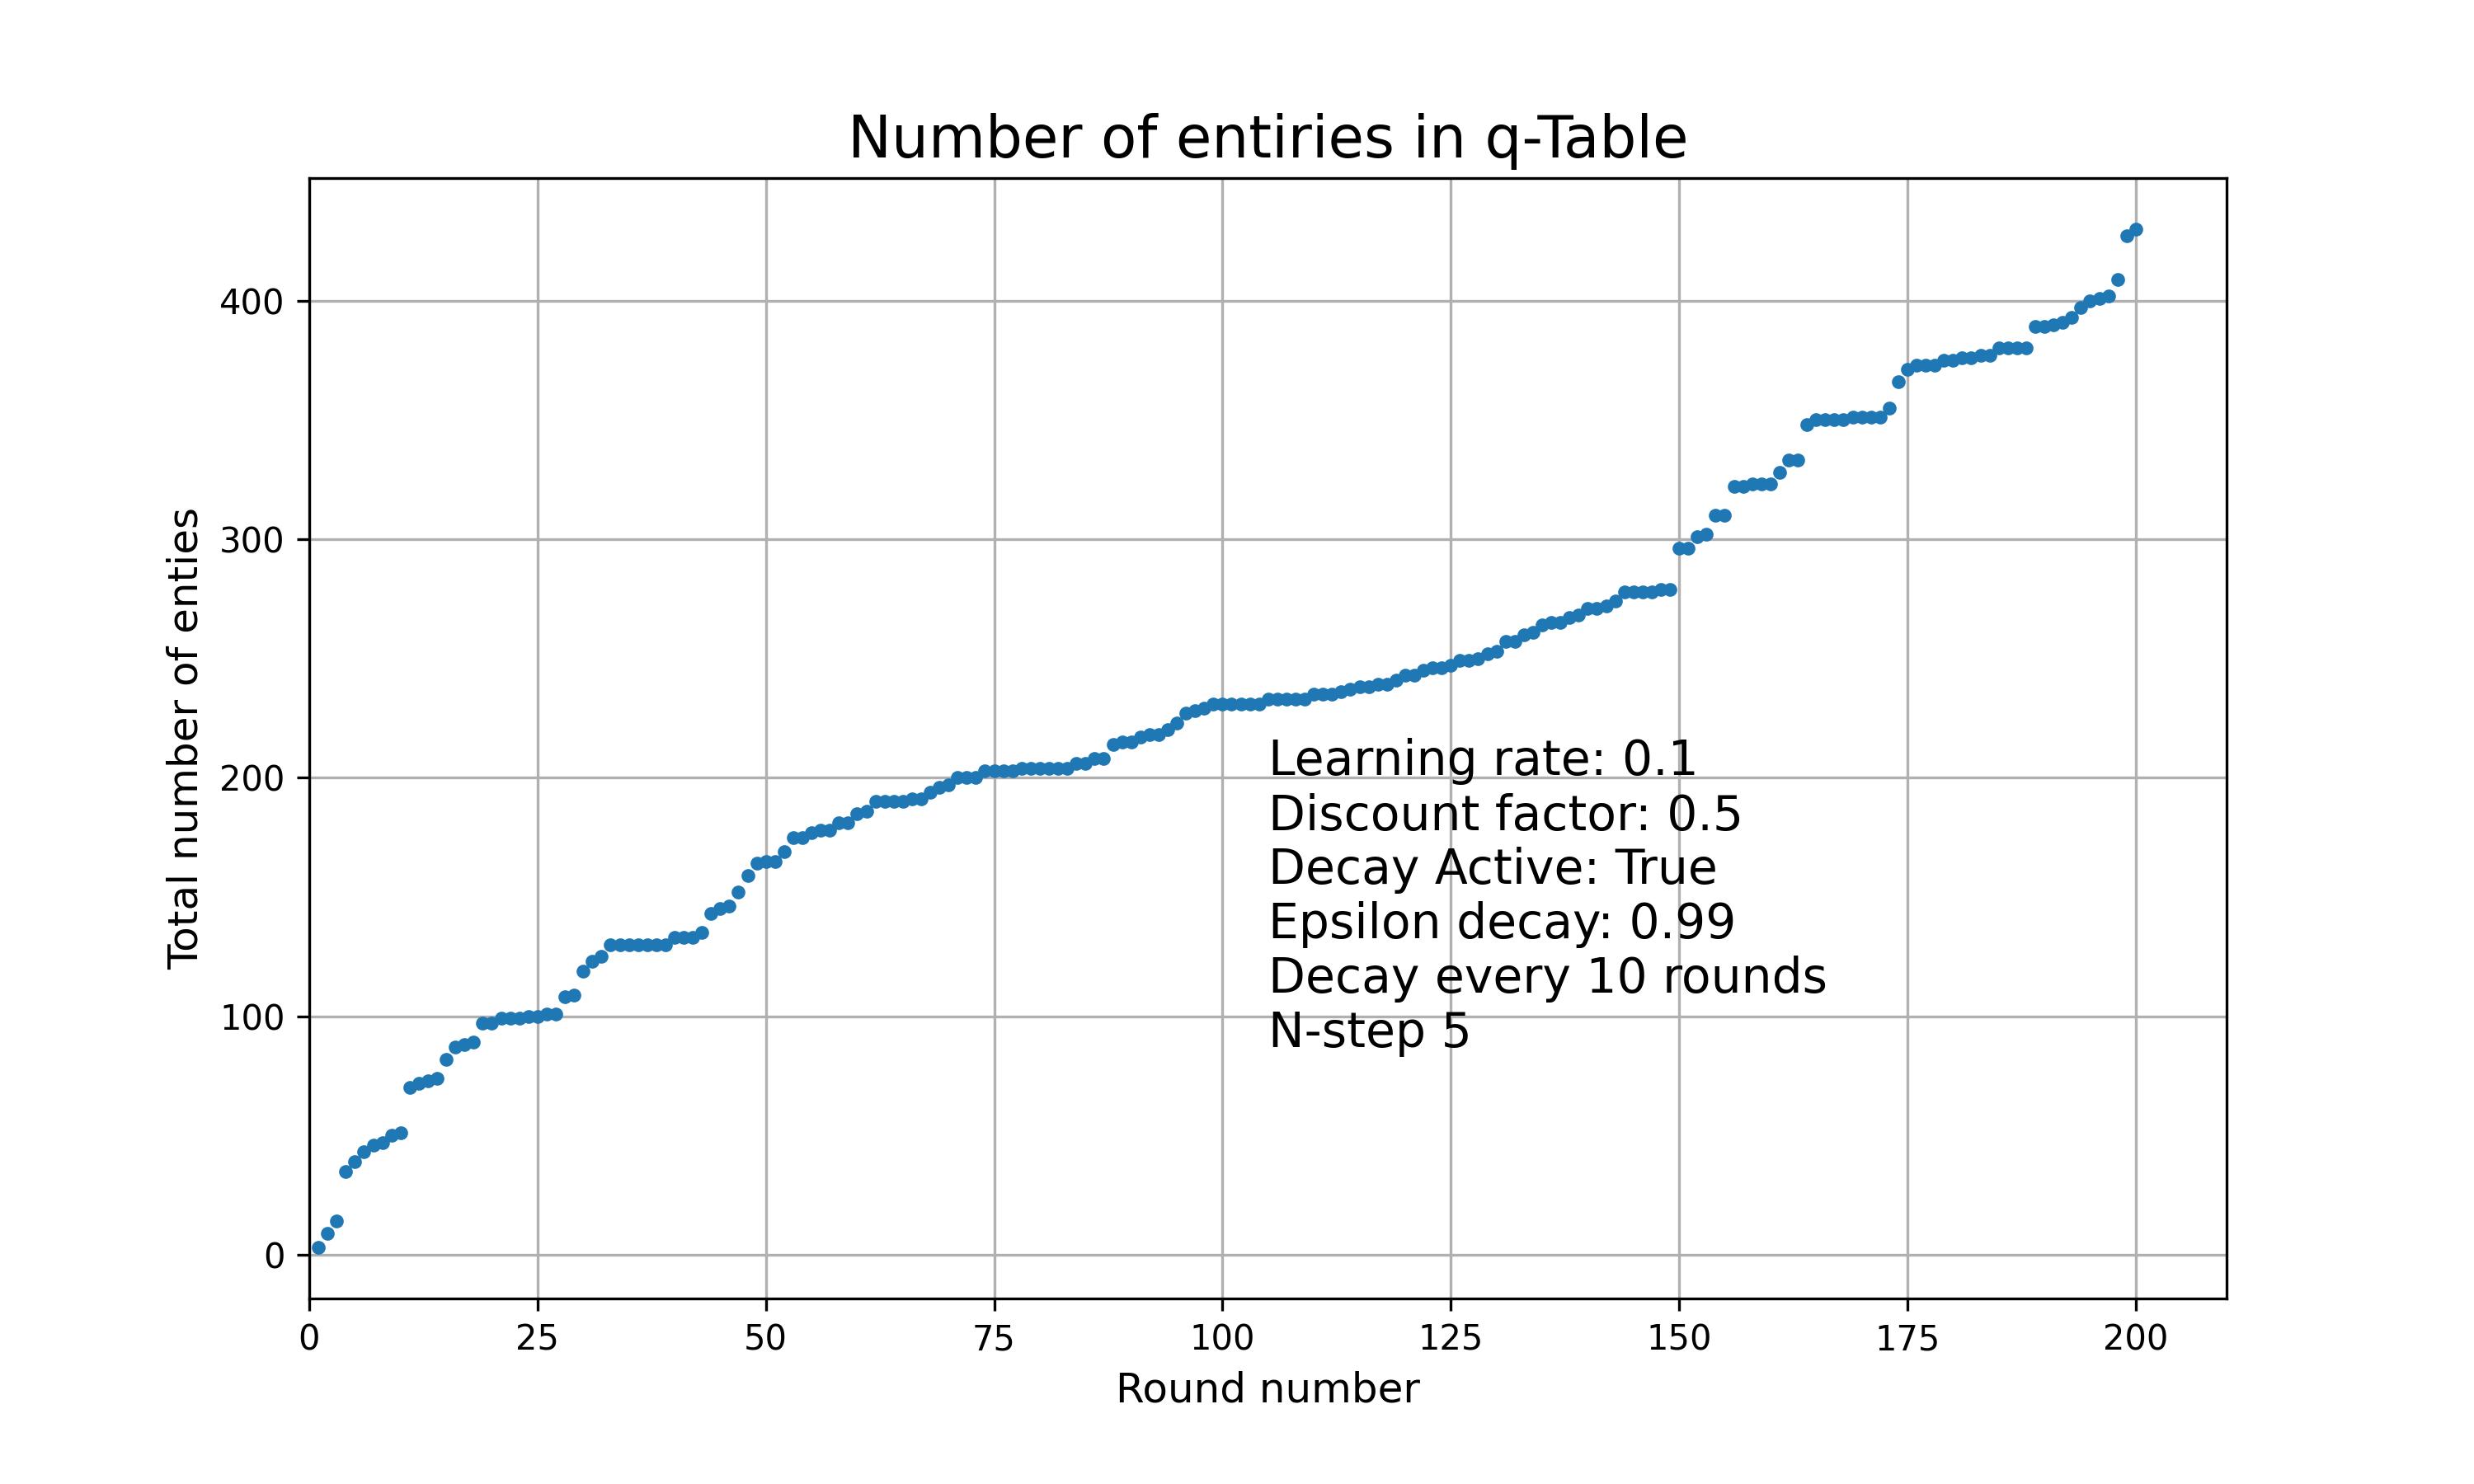 Number of entiries in q-Table
Total number of enties
400
300
200
100
0
Learning rate: 0.1
Discount factor: 0.5
Decay Active: True
Epsilon decay: 0.99
Decay every 10 rounds
N-step 5
0 25 50 75 100 125 150 175 200
Round number